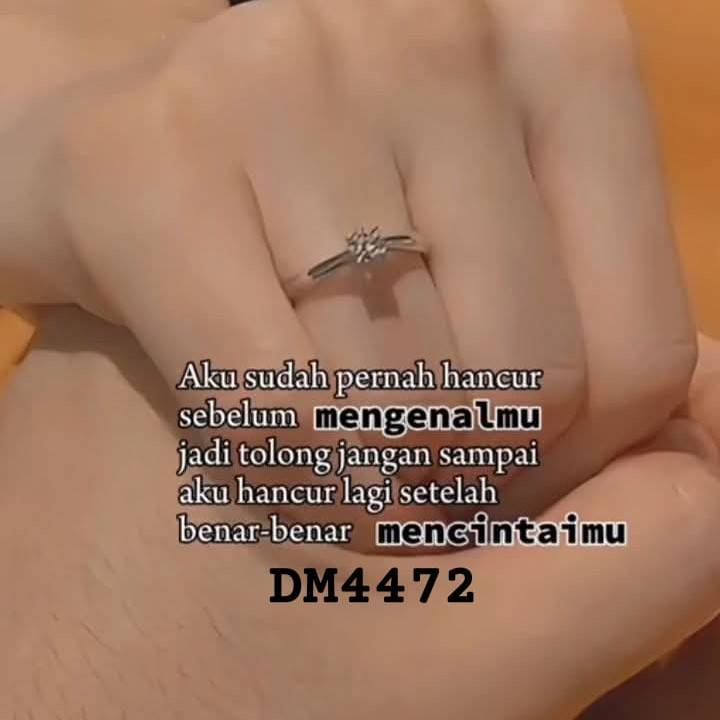 Aku sudah pernah hancur
sebelum mengenalmu
jadi tolong jangan sampai
aku hancur lagi setelah
benar-benar mencintaimu
DM4472